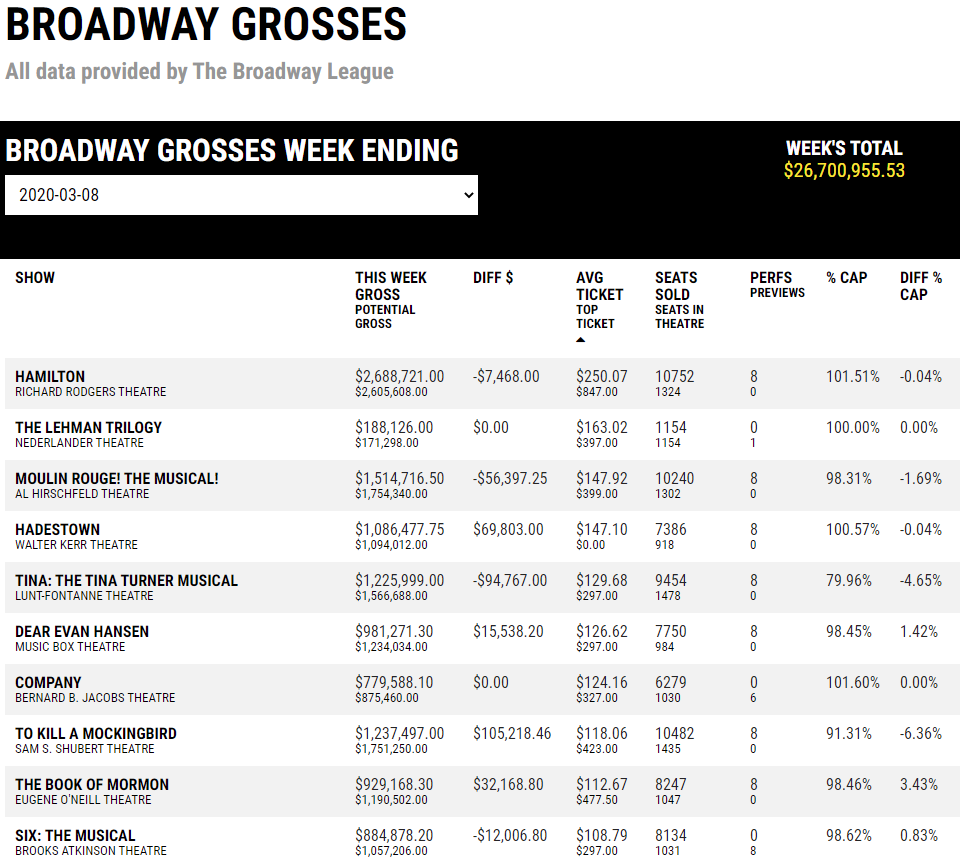 BROADWAY GROSSES
All data provided by The Broadway League
BROADWAY GROSSES WEEK ENDING
WEEK'S TOTAL
$26,700,955.53
2020-03-08
SHOW THIS WEEK GROSS POTENTIAL GROSS DIFF $ AVG TICKET TOP TICKET SEATS SOLD SEATS IN THEATRE PERFS PREVIEWS % CAP DIFF % CAP
HAMILTON $2,688,721.00 -$7,468.00 $250.07 10752 8 101.51% -0.04%
RICHARD RODGERS THEATRE $2,605,608.00 $847.00 1324 0
THE LEHMAN TRILOGY $188,126.00 $0.00 $163.02 1154 0 100.00% 0.00%
NEDERLANDER THEATRE $171,298.00 $397.00 1154 1
MOULIN ROUGE! THE MUSICAL! $1,514,716.50 -$56,397.25 $147.92 10240 8 98.31% -1.69%
AL HIRSCHFELD THEATRE $1,754,340.00 $399.00 1302 0
HADESTOWN $1,086,477.75 $69,803.00 $147.10 7386 8 100.57% -0.04%
WALTER KERR THEATRE $1,094,012.00 $0.00 918 0
TINA: THE TINA TURNER MUSICAL $1,225,999.00 -$94,767.00 $129.68 9454 8 79.96% -4.65%
LUNT-FONTANNE THEATRE $1,566,688.00 $297.00 1478 0
DEAR EVAN HANSEN $981,271.30 $15,538.20 $126.62 7750 8 98.45% 1.42%
MUSIC BOX THEATRE $1,234,034.00 $297.00 984 0
COMPANY $779,588.10 $0.00 $124.16 6279 0 101.60% 0.00%
BERNARD B. JACOBS THEATRE $875,460.00 $327.00 1030 6
TO KILL A MOCKINGBIRD $1,237,497.00 $105,218.46 $118.06 10482 8 91.31% -6.36%
SAM S. SHUBERT THEATRE $1,751,250.00 $423.00 1435 0
THE BOOK OF MORMON $929,168.30 $32,168.80 $112.67 8247 8 98.46% 3.43%
EUGENE O'NEILL THEATRE $1,190,502.00 $477.50 1047 0
SIX: THE MUSICAL $884,878.20 -$12,006.80 $108.79 8134 0 98.62% 0.83%
BROOKS ATKINSON THEATRE $1,057,206.00 $297.00 1031 8